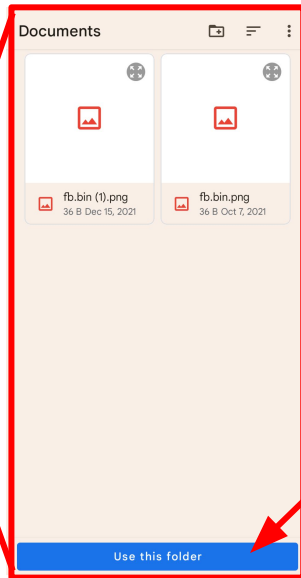 Documents
fb.bin (1).png
36 B Dec 15, 2021
fb.bin.png
36 B Oct 7, 2021
Use this folder